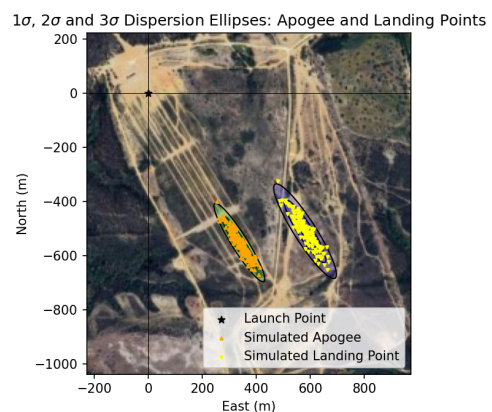 1σ, 2σ and 3σ Dispersion Ellipses: Apogee and Landing Points
200
0
−200
−400
−600
−800
−1000
North (m)
Launch Point
Simulated Apogee
Simulated Landing Point
−200 0 200 400 600 800
East (m)